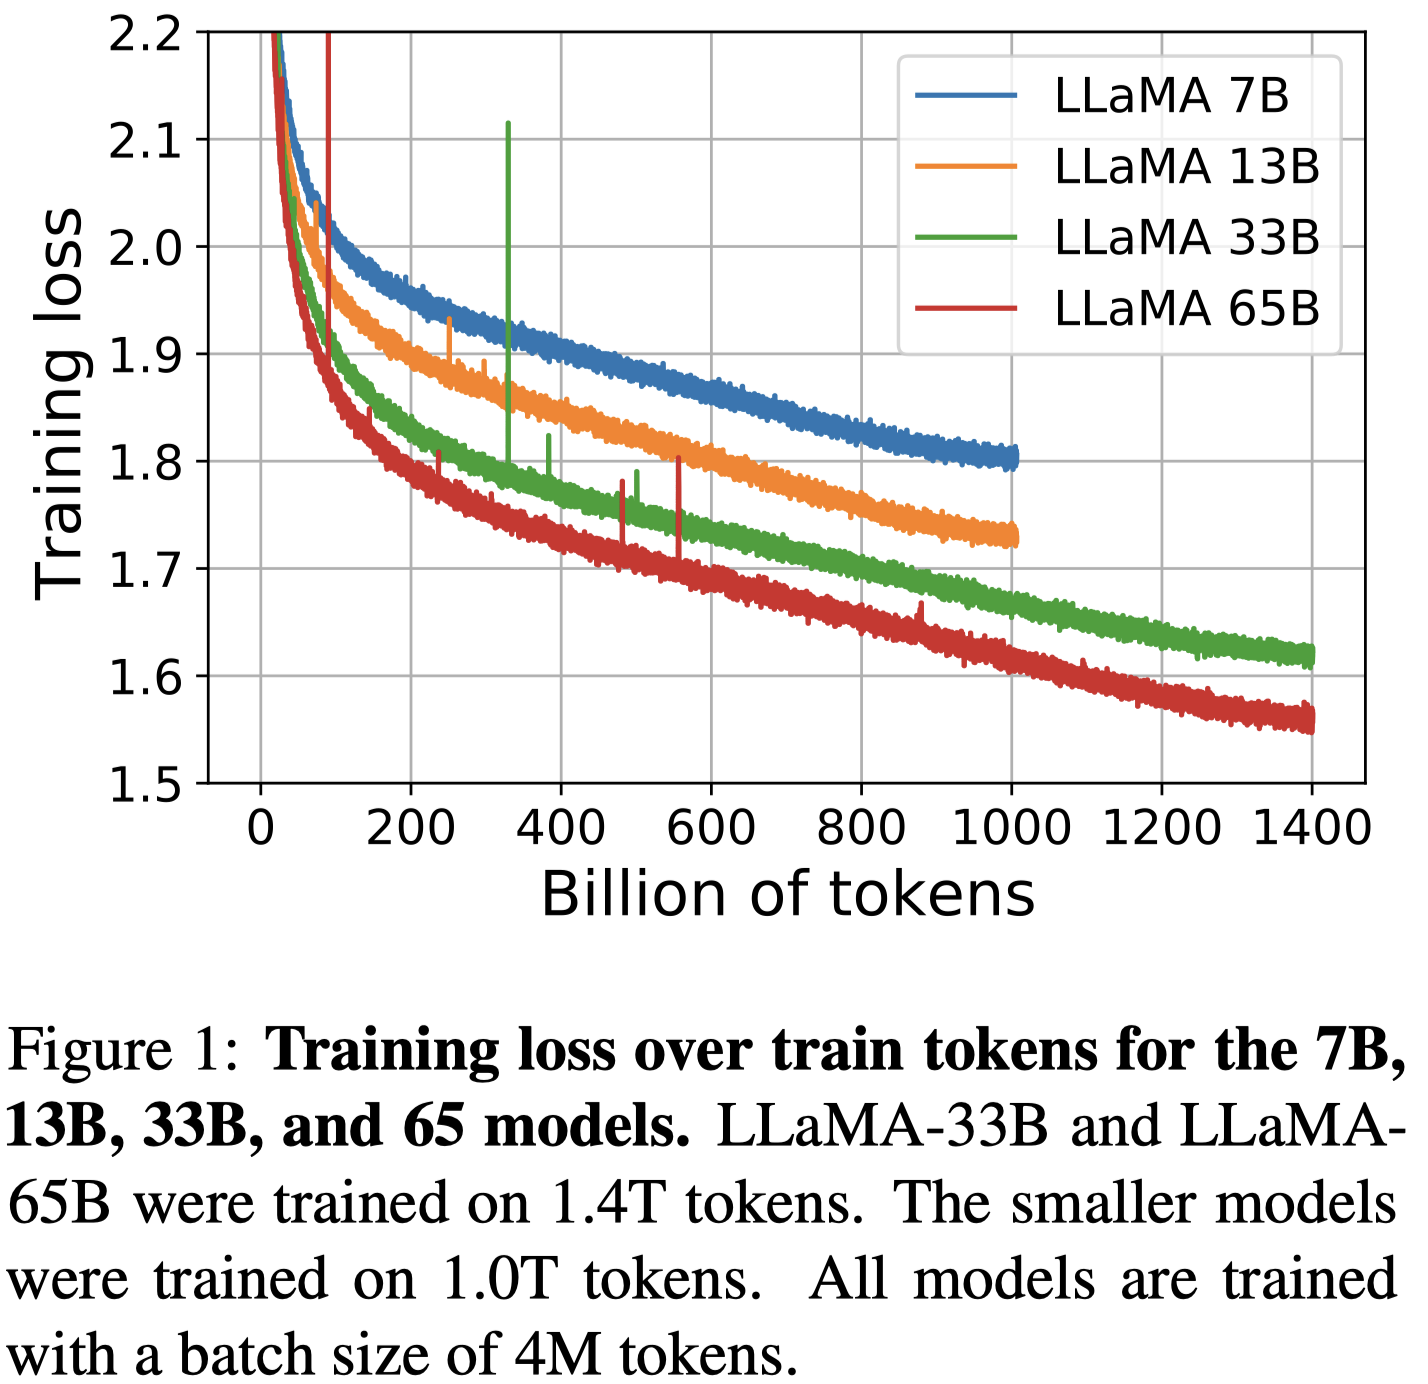 2.2
2.1
2.0
1.9
1.8
1.7
1.6
1.5
Training loss
LLaMA 7B
LLaMA 13B
LLaMA 33B
LLaMA 65B
0 200 400 600 800 1000 1200 1400
Billion of tokens
Figure 1: Training loss over train tokens for the 7B,
13B, 33B, and 65 models. LLaMA-33B and LLaMA-
65B were trained on 1.4T tokens. The smaller models
were trained on 1.0T tokens. All models are trained
with a batch size of 4M tokens.